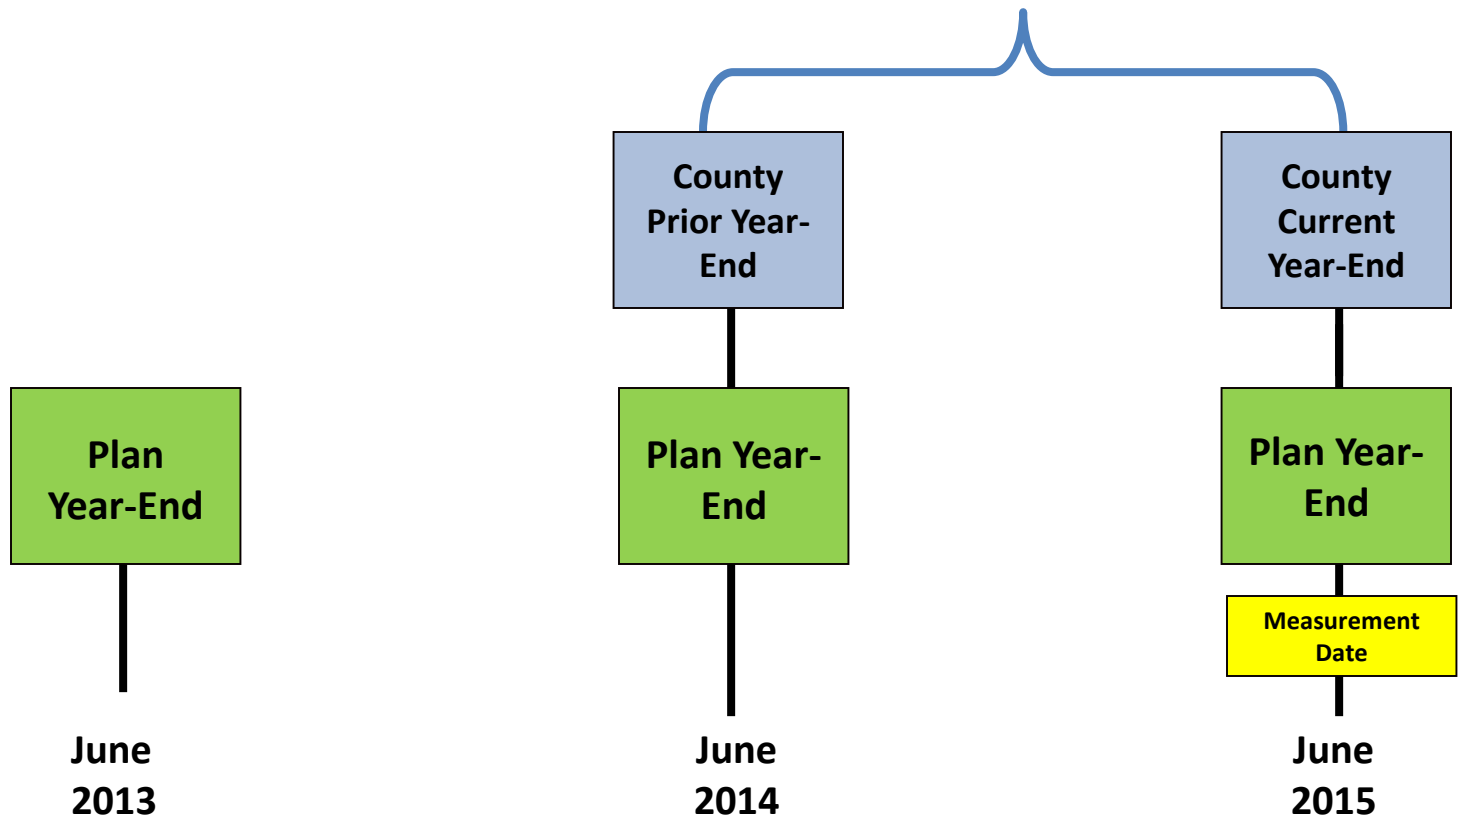 County
Prior Year-
End
County
Current
Year-End
Plan
Year-End
Plan Year-
End
Plan Year-
End
Measurement
Date
June
2013
June
2014
June
2015